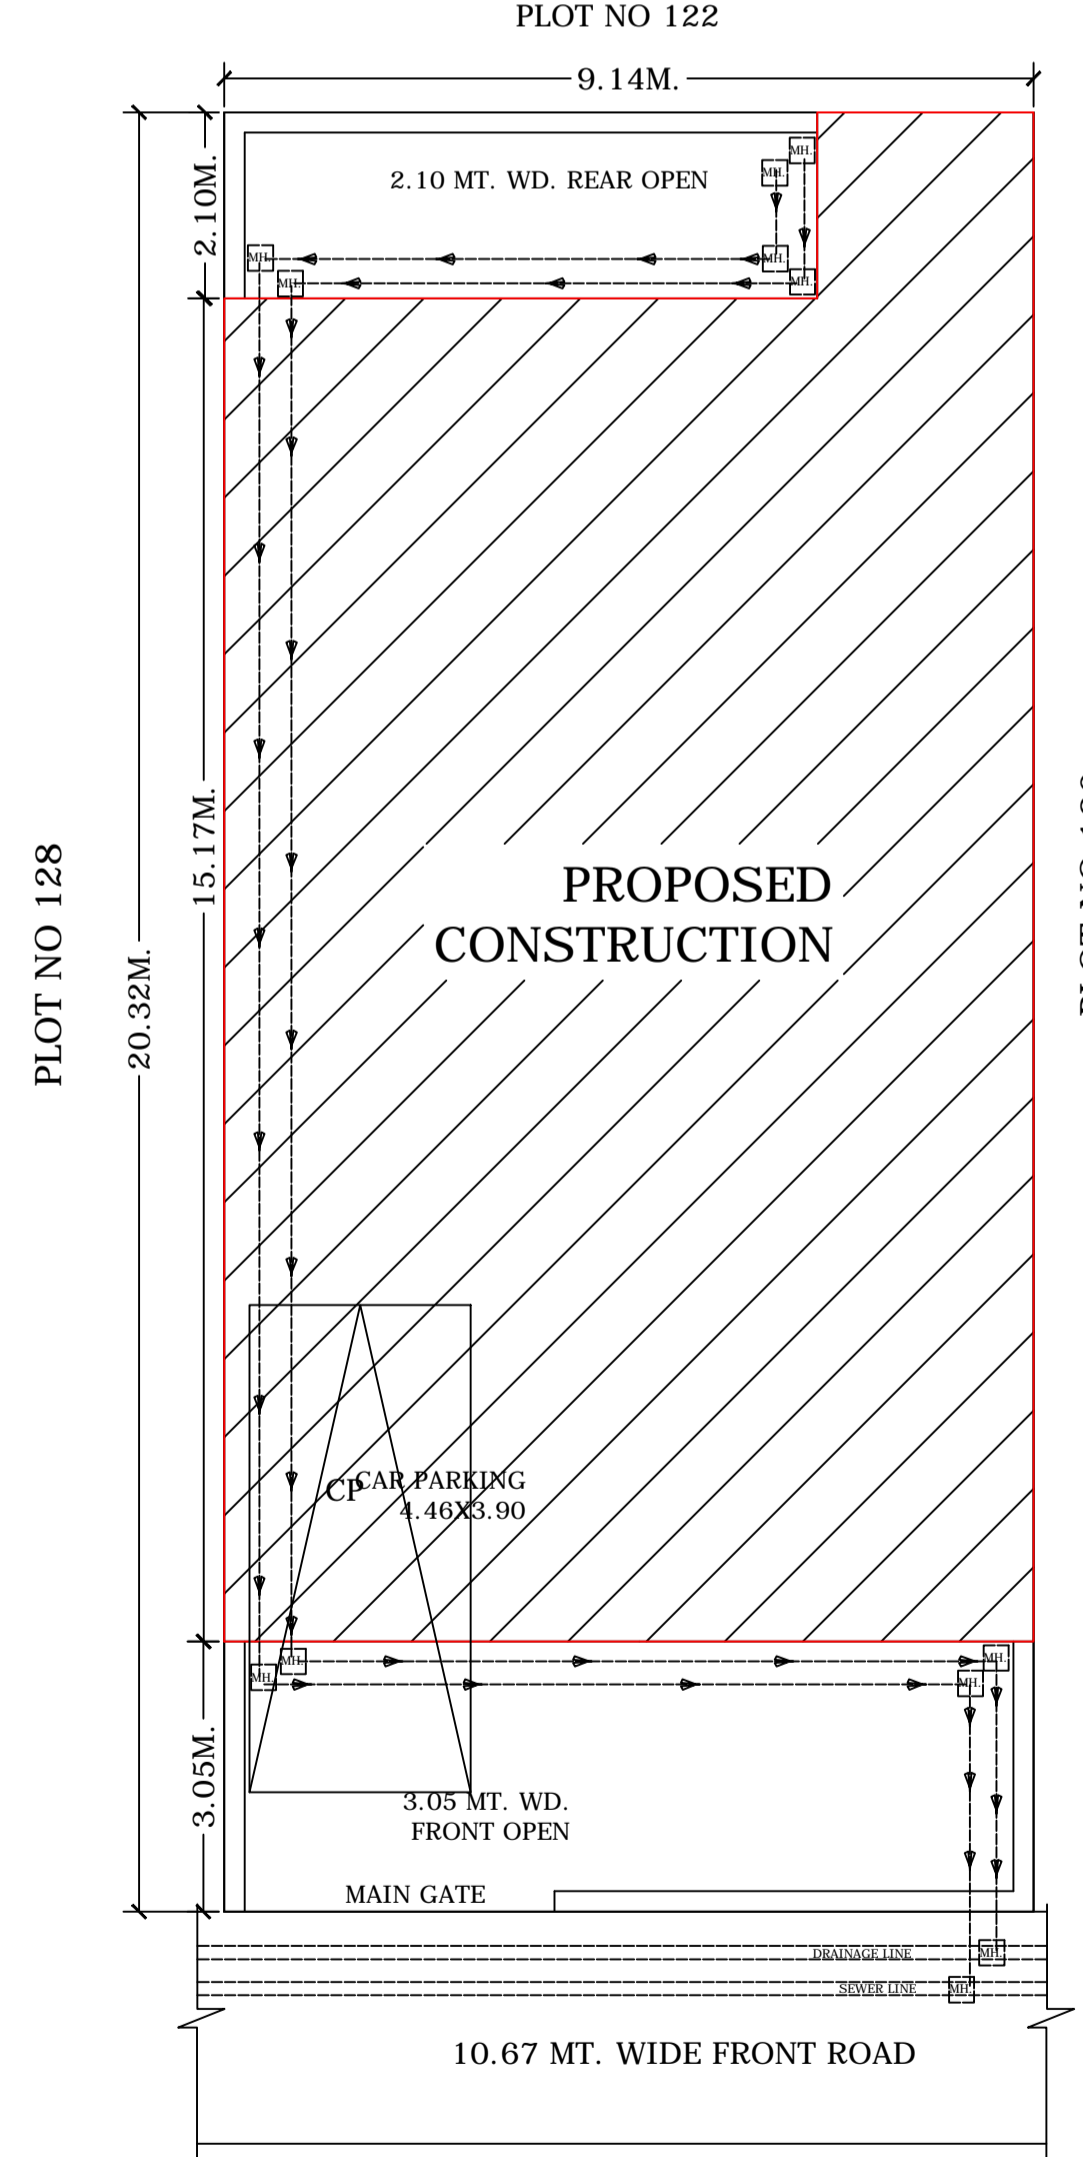 PLOT NO 122
9.14M.
2.10M.
2.10 MT. WD. REAR OPEN
MH.
MH.
MH.
MH.
MH.
MH.
15.17M.
20.32M.
PLOT NO 128
PROPOSED
CONSTRUCTION
CAR PARKING
CP
4.46X3.90
MH.
MH.
MH.
MH.
3.05M.
3.05 MT. WD.
FRONT OPEN
MAIN GATE
DRAINAGE LINE
MH.
SEWER LINE
MH.
10.67 MT. WIDE FRONT ROAD